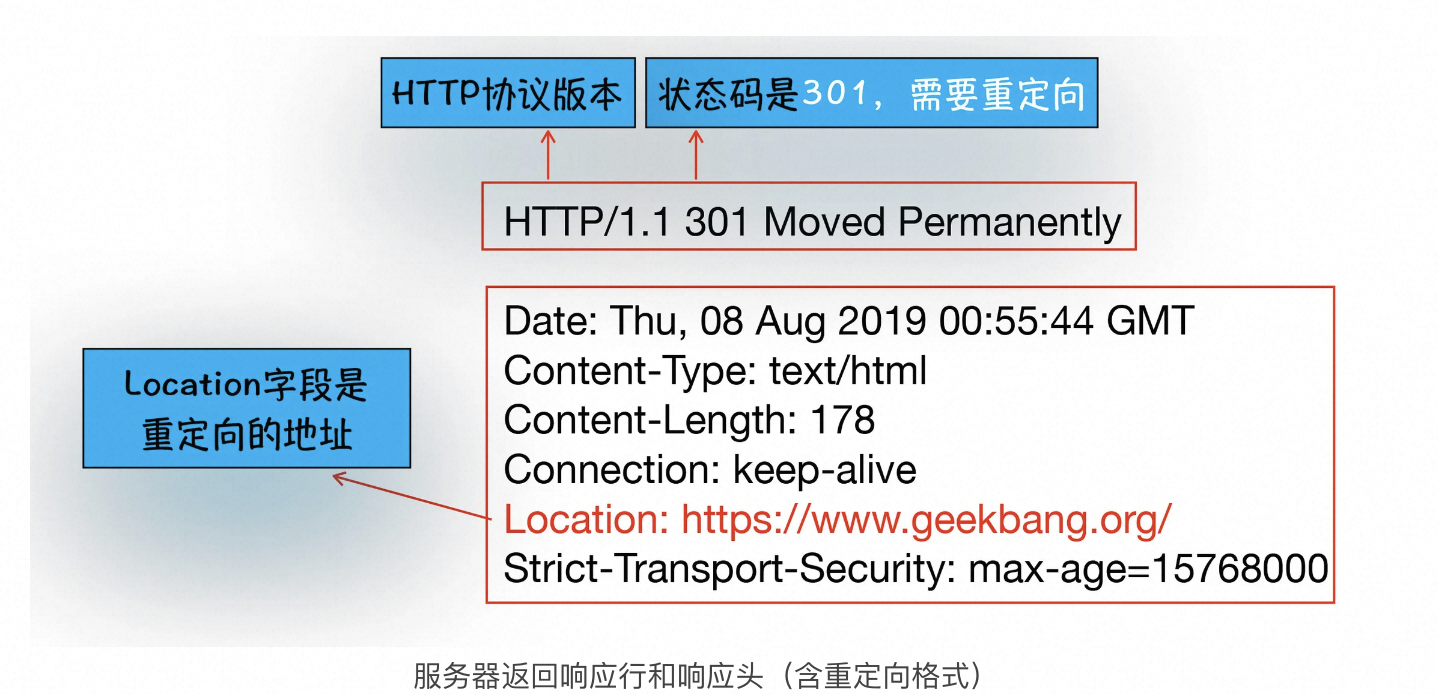 HTTP协议版本
状态码是301，需要重定向
HTTP/1.1 301 Moved Permanently
Date: Thu, 08 Aug 2019 00:55:44 GMT
Content-Type: text/html
Content-Length: 178
Connection: keep-alive
Location: https://www.geekbang.org/
Strict-Transport-Security: max-age=15768000
Location字段是
重定向的地址
服务器返回响应行和响应头（含重定向格式）